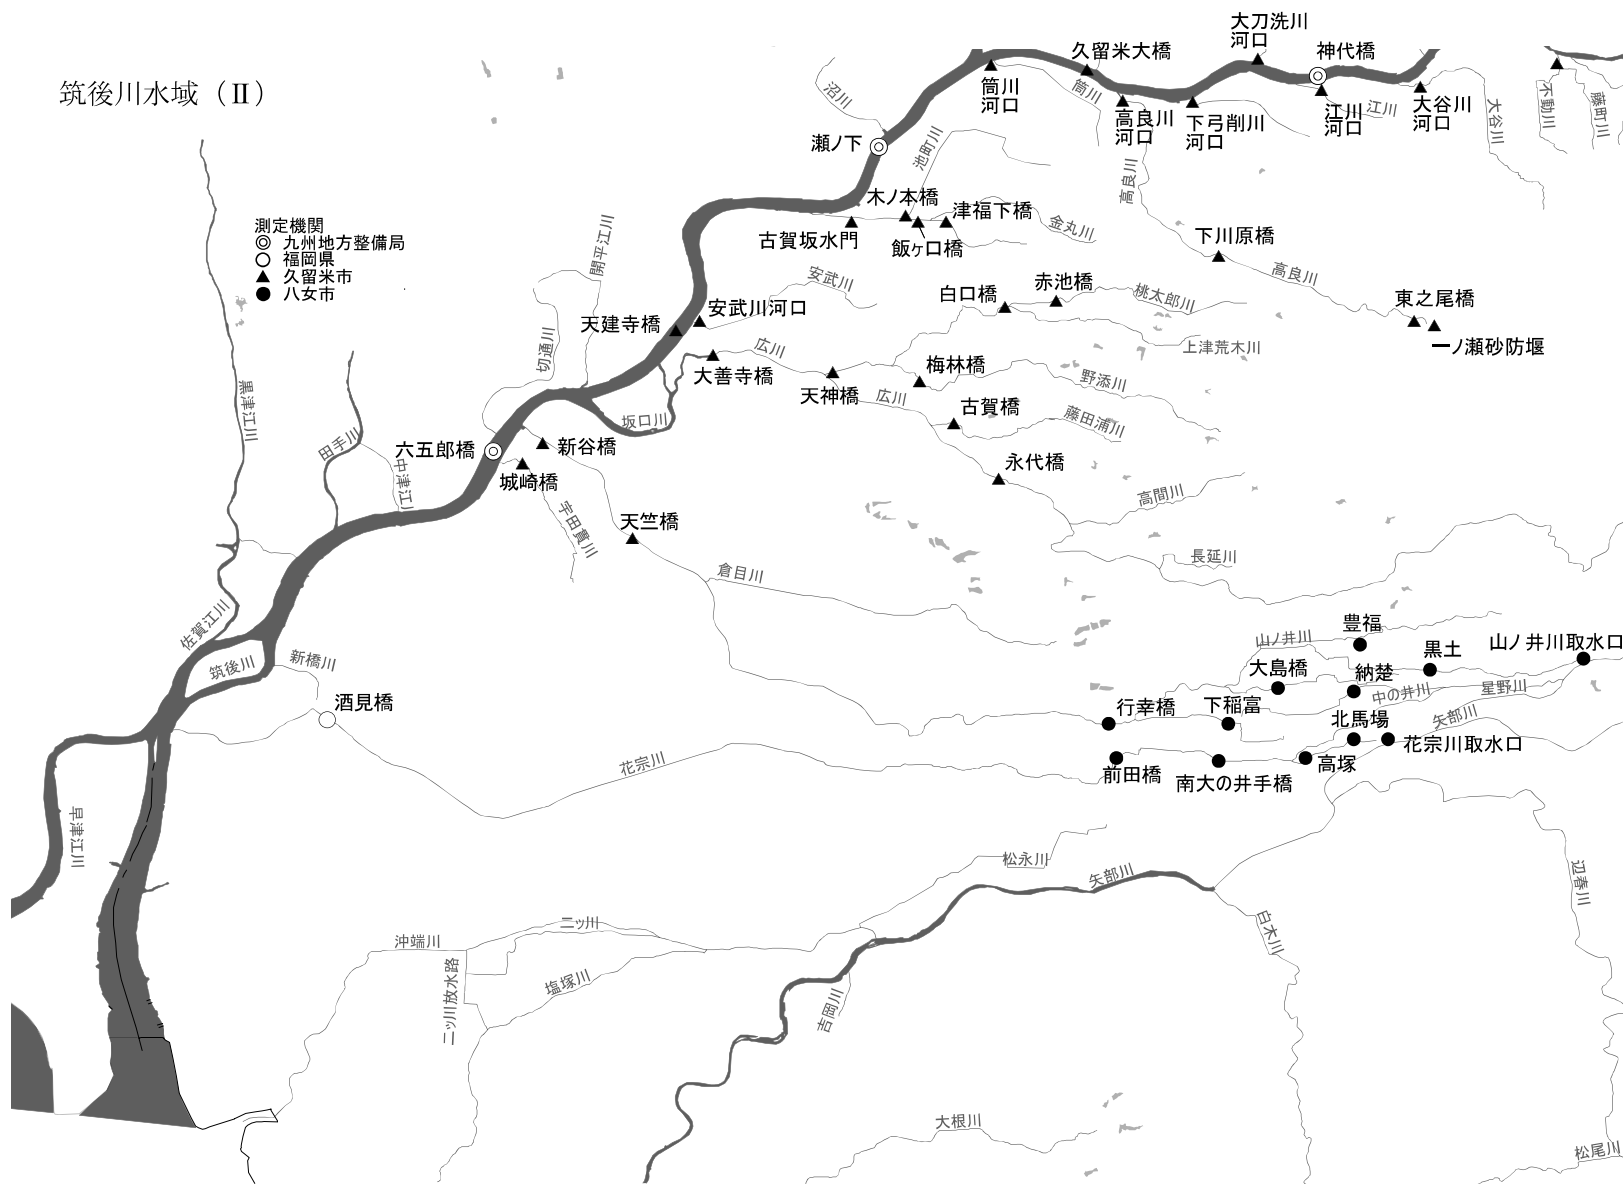 筑後川水域（Ⅱ）
測定機関
◎ 九州地方整備局
○ 福岡県
▲ 久留米市
● 八女市
大刀洗川
河口
神代橋
久留米大橋
筒川
河口
筒川
高良川
河口
下弓削川
河口
江川
河口
江川
大谷川
河口
大谷川
不動川
藤町川
沼川
瀬ノ下
池町川
高良川
木ノ本橋
津福下橋
古賀坂水門
飯ヶ口橋
金丸川
下川原橋
高良川
東之尾橋
一ノ瀬砂防堰
開平江川
安武川
安武川河口
天建寺橋
白口橋
赤池橋
桃太郎川
上津荒木川
切通川
広川
大善寺橋
天神橋
梅林橋
野添川
広川
古賀橋
藤田浦川
黒津江川
坂口川
田手川
中津江川
六五郎橋
新谷橋
城崎橋
永代橋
高間川
宇田貫川
天竺橋
長延川
倉目川
佐賀江川
筑後川
新橋川
酒見橋
山ノ井川
豊福
黒土
山ノ井川取水口
大島橋
納楚
中の井川
星野川
行幸橋
下稲富
北馬場
矢部川
花宗川取水口
花宗川
前田橋
南大の井手橋
高塚
早津江川
松永川
矢部川
辺春川
白木川
沖端川
二ッ川
二ッ川放水路
塩塚川
吉岡川
大根川
松尾川